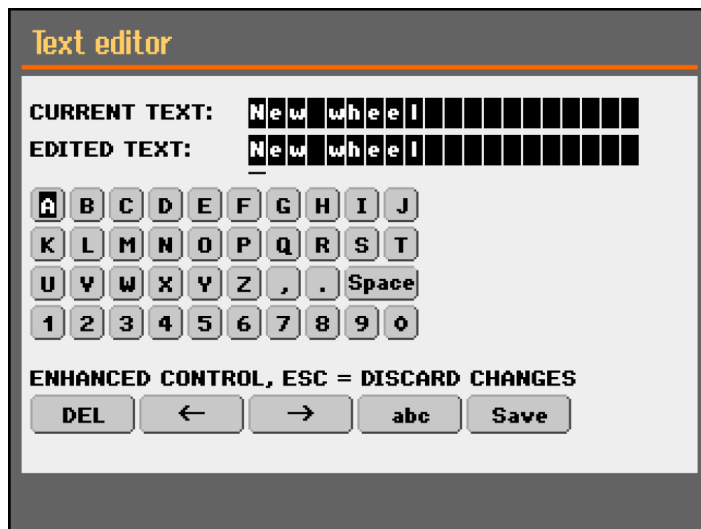 Text editor
CURRENT TEXT: New wheel
EDITED TEXT: New wheel
A B C D E F G H I J
K L M N O P Q R S T
U V W X Y Z , . Space
1 2 3 4 5 6 7 8 9 0
ENHANCED CONTROL, ESC = DISCARD CHANGES
DEL ← → abc Save